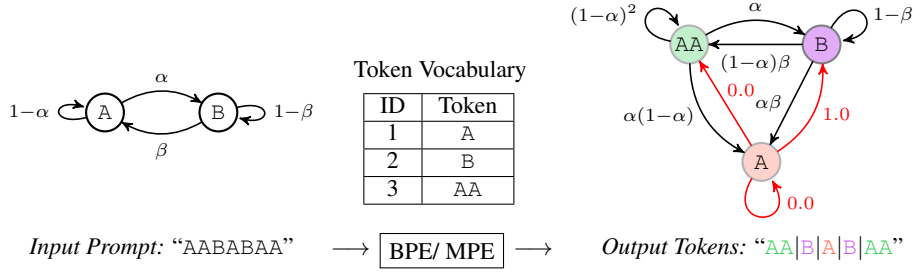 α
1−α A B 1−β
β
Token Vocabulary
ID Token
1 A
2 B
3 AA
(1−α)² α 1−β
AA B
(1−α)β
0.0
α(1−α) αβ 1.0
A
0.0
Input Prompt: “AABABAA” → BPE/ MPE → Output Tokens: “AA|B|A|B|AA”